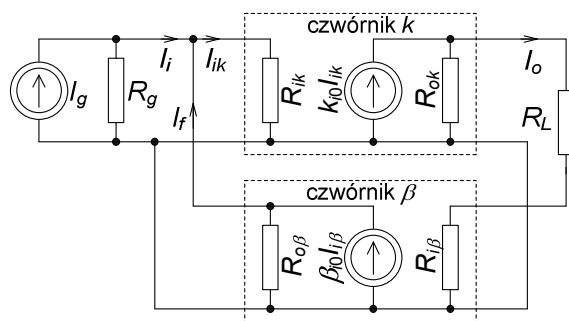 czwórnik k
I_i
I_ik
I_o
I_g
R_g
R_ik
k_i0 I_ik
R_ok
R_L
I_f
czwórnik β
R_oβ
β_i0 I_iβ
R_iβ